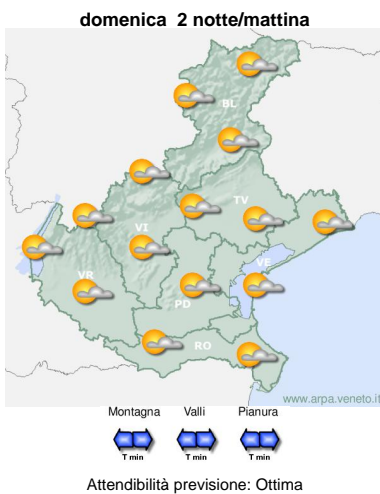 domenica 2 notte/mattina
BL
TV
VI
VE
VR
PD
RO
www.arpa.veneto.it
Montagna Valli Pianura
T min T min T min
Attendibilità previsione: Ottima